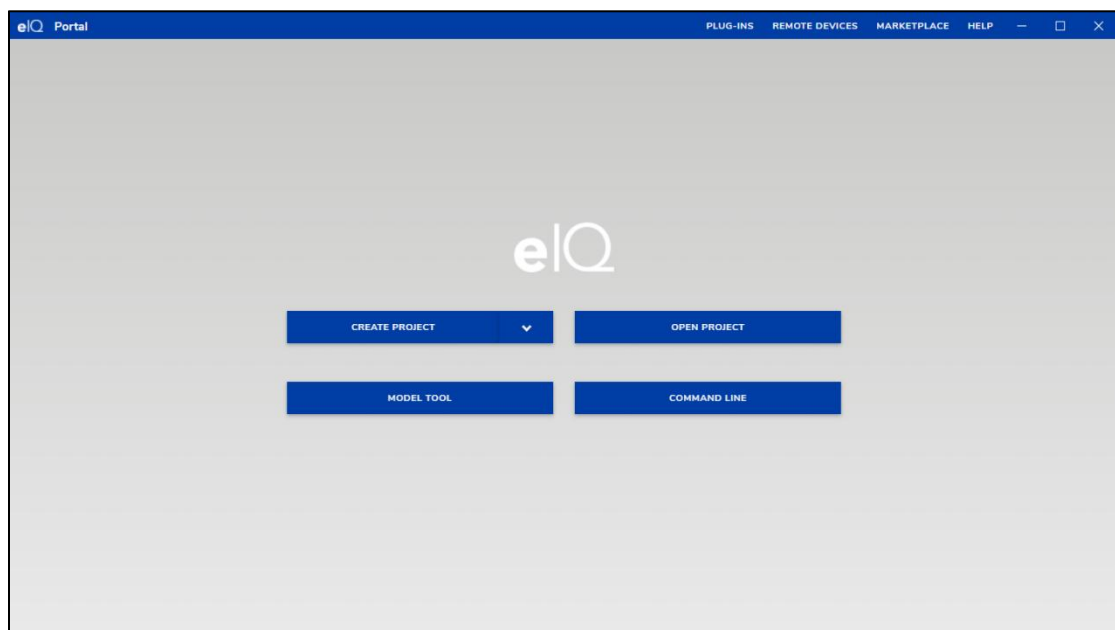 eIQ Portal PLUG-INS REMOTE DEVICES MARKETPLACE HELP
eIQ
CREATE PROJECT OPEN PROJECT
MODEL TOOL COMMAND LINE